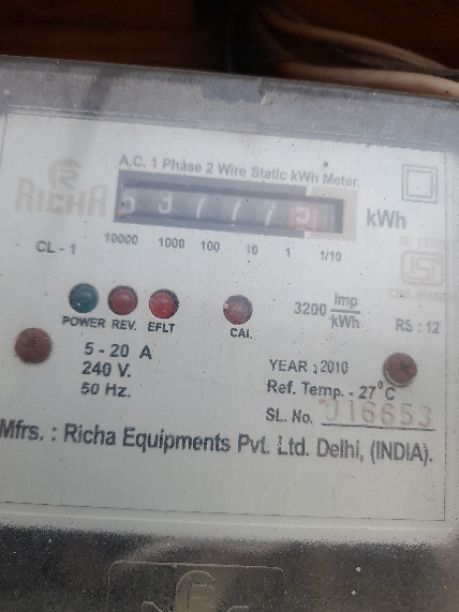 A.C. 1 Phase 2 Wire Static kWh Meter.
RICHA
53777 5
kWh
CL - 1
10000 1000 100 10 1 1/10
3200 Imp/kWh
POWER REV. EFLT CAL.
RS : 12
5 - 20 A
240 V.
50 Hz.
YEAR : 2010
Ref. Temp. - 27°C
SL. No. 016653
Mfrs. : Richa Equipments Pvt. Ltd. Delhi, (INDIA).